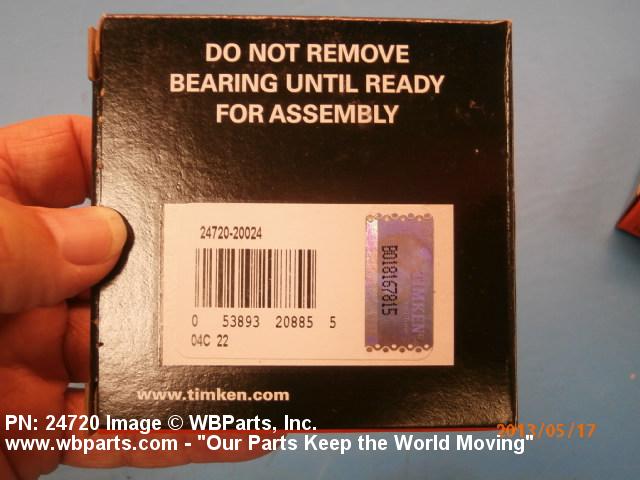 DO NOT REMOVE
BEARING UNTIL READY
FOR ASSEMBLY
24720-20024
B018167815
TIMKEN
0 53893 20885 5
04C 22
www.timken.com
PN: 24720 Image © WBParts, Inc.
2013/05/17
www.wbparts.com - "Our Parts Keep the World Moving"